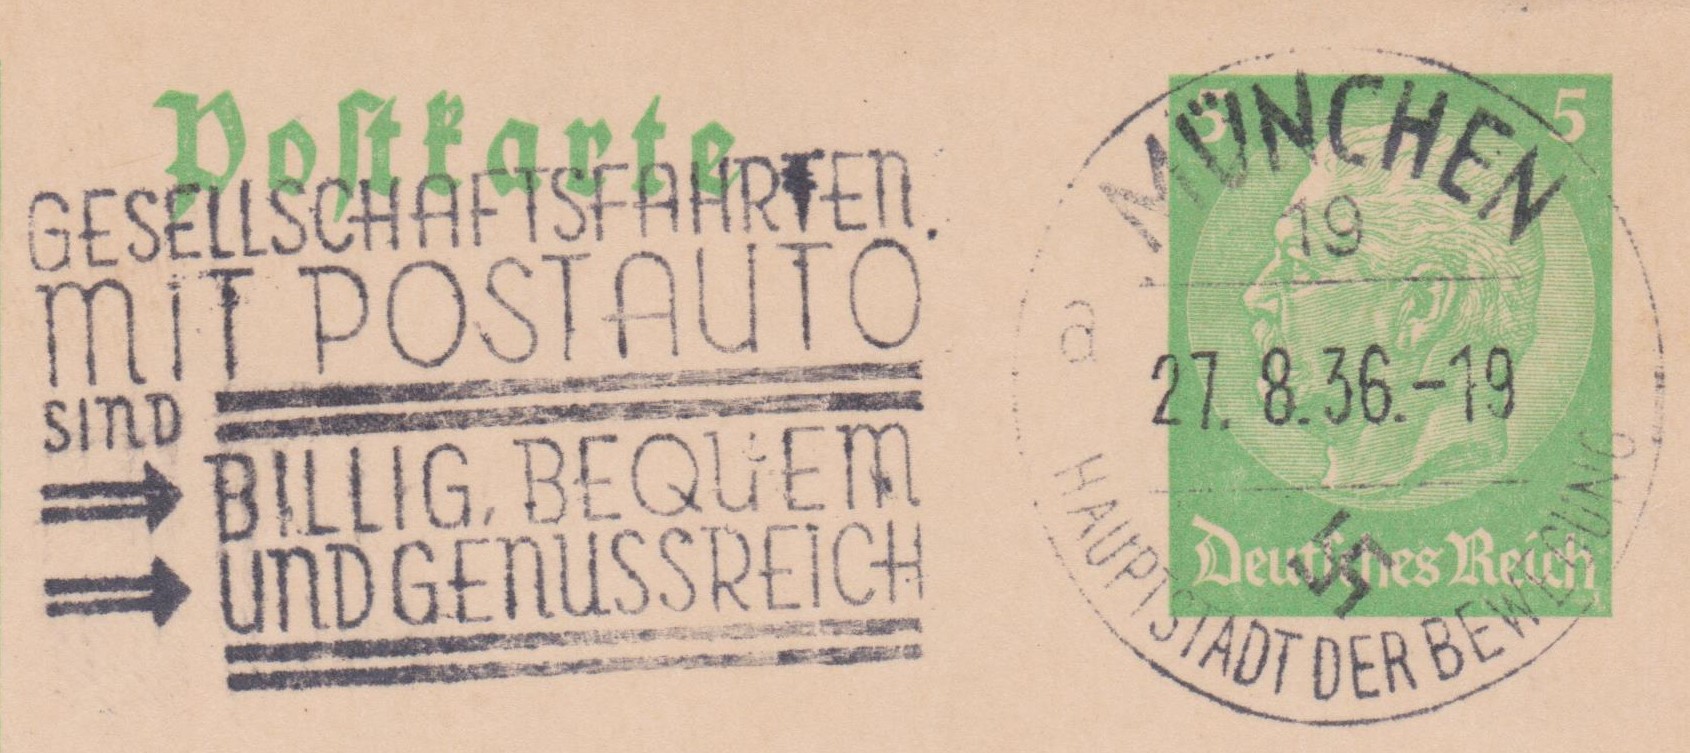 Postkarte
GESELLSCHAFTSFAHRTEN
MIT POSTAUTO
SIND
BILLIG, BEQUEM
UND GENUSSREICH
5 5
MÜNCHEN
19
a
27.8.36.-19
Deutsches Reich
HAUPTSTADT DER BEWEGUNG